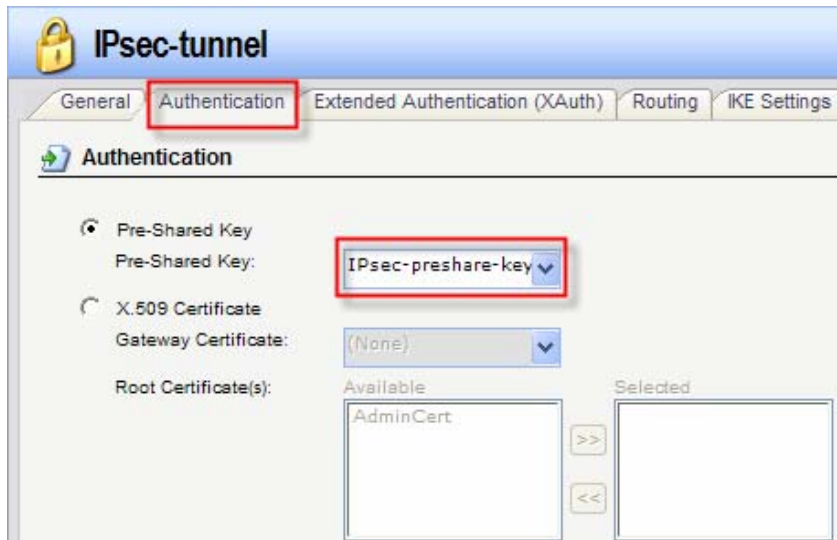 IPsec-tunnel
General Authentication Extended Authentication (XAuth) Routing IKE Settings
Authentication
Pre-Shared Key
Pre-Shared Key: IPsec-preshare-key
X.509 Certificate
Gateway Certificate: (None)
Root Certificate(s): Available Selected
AdminCert
>>
<<